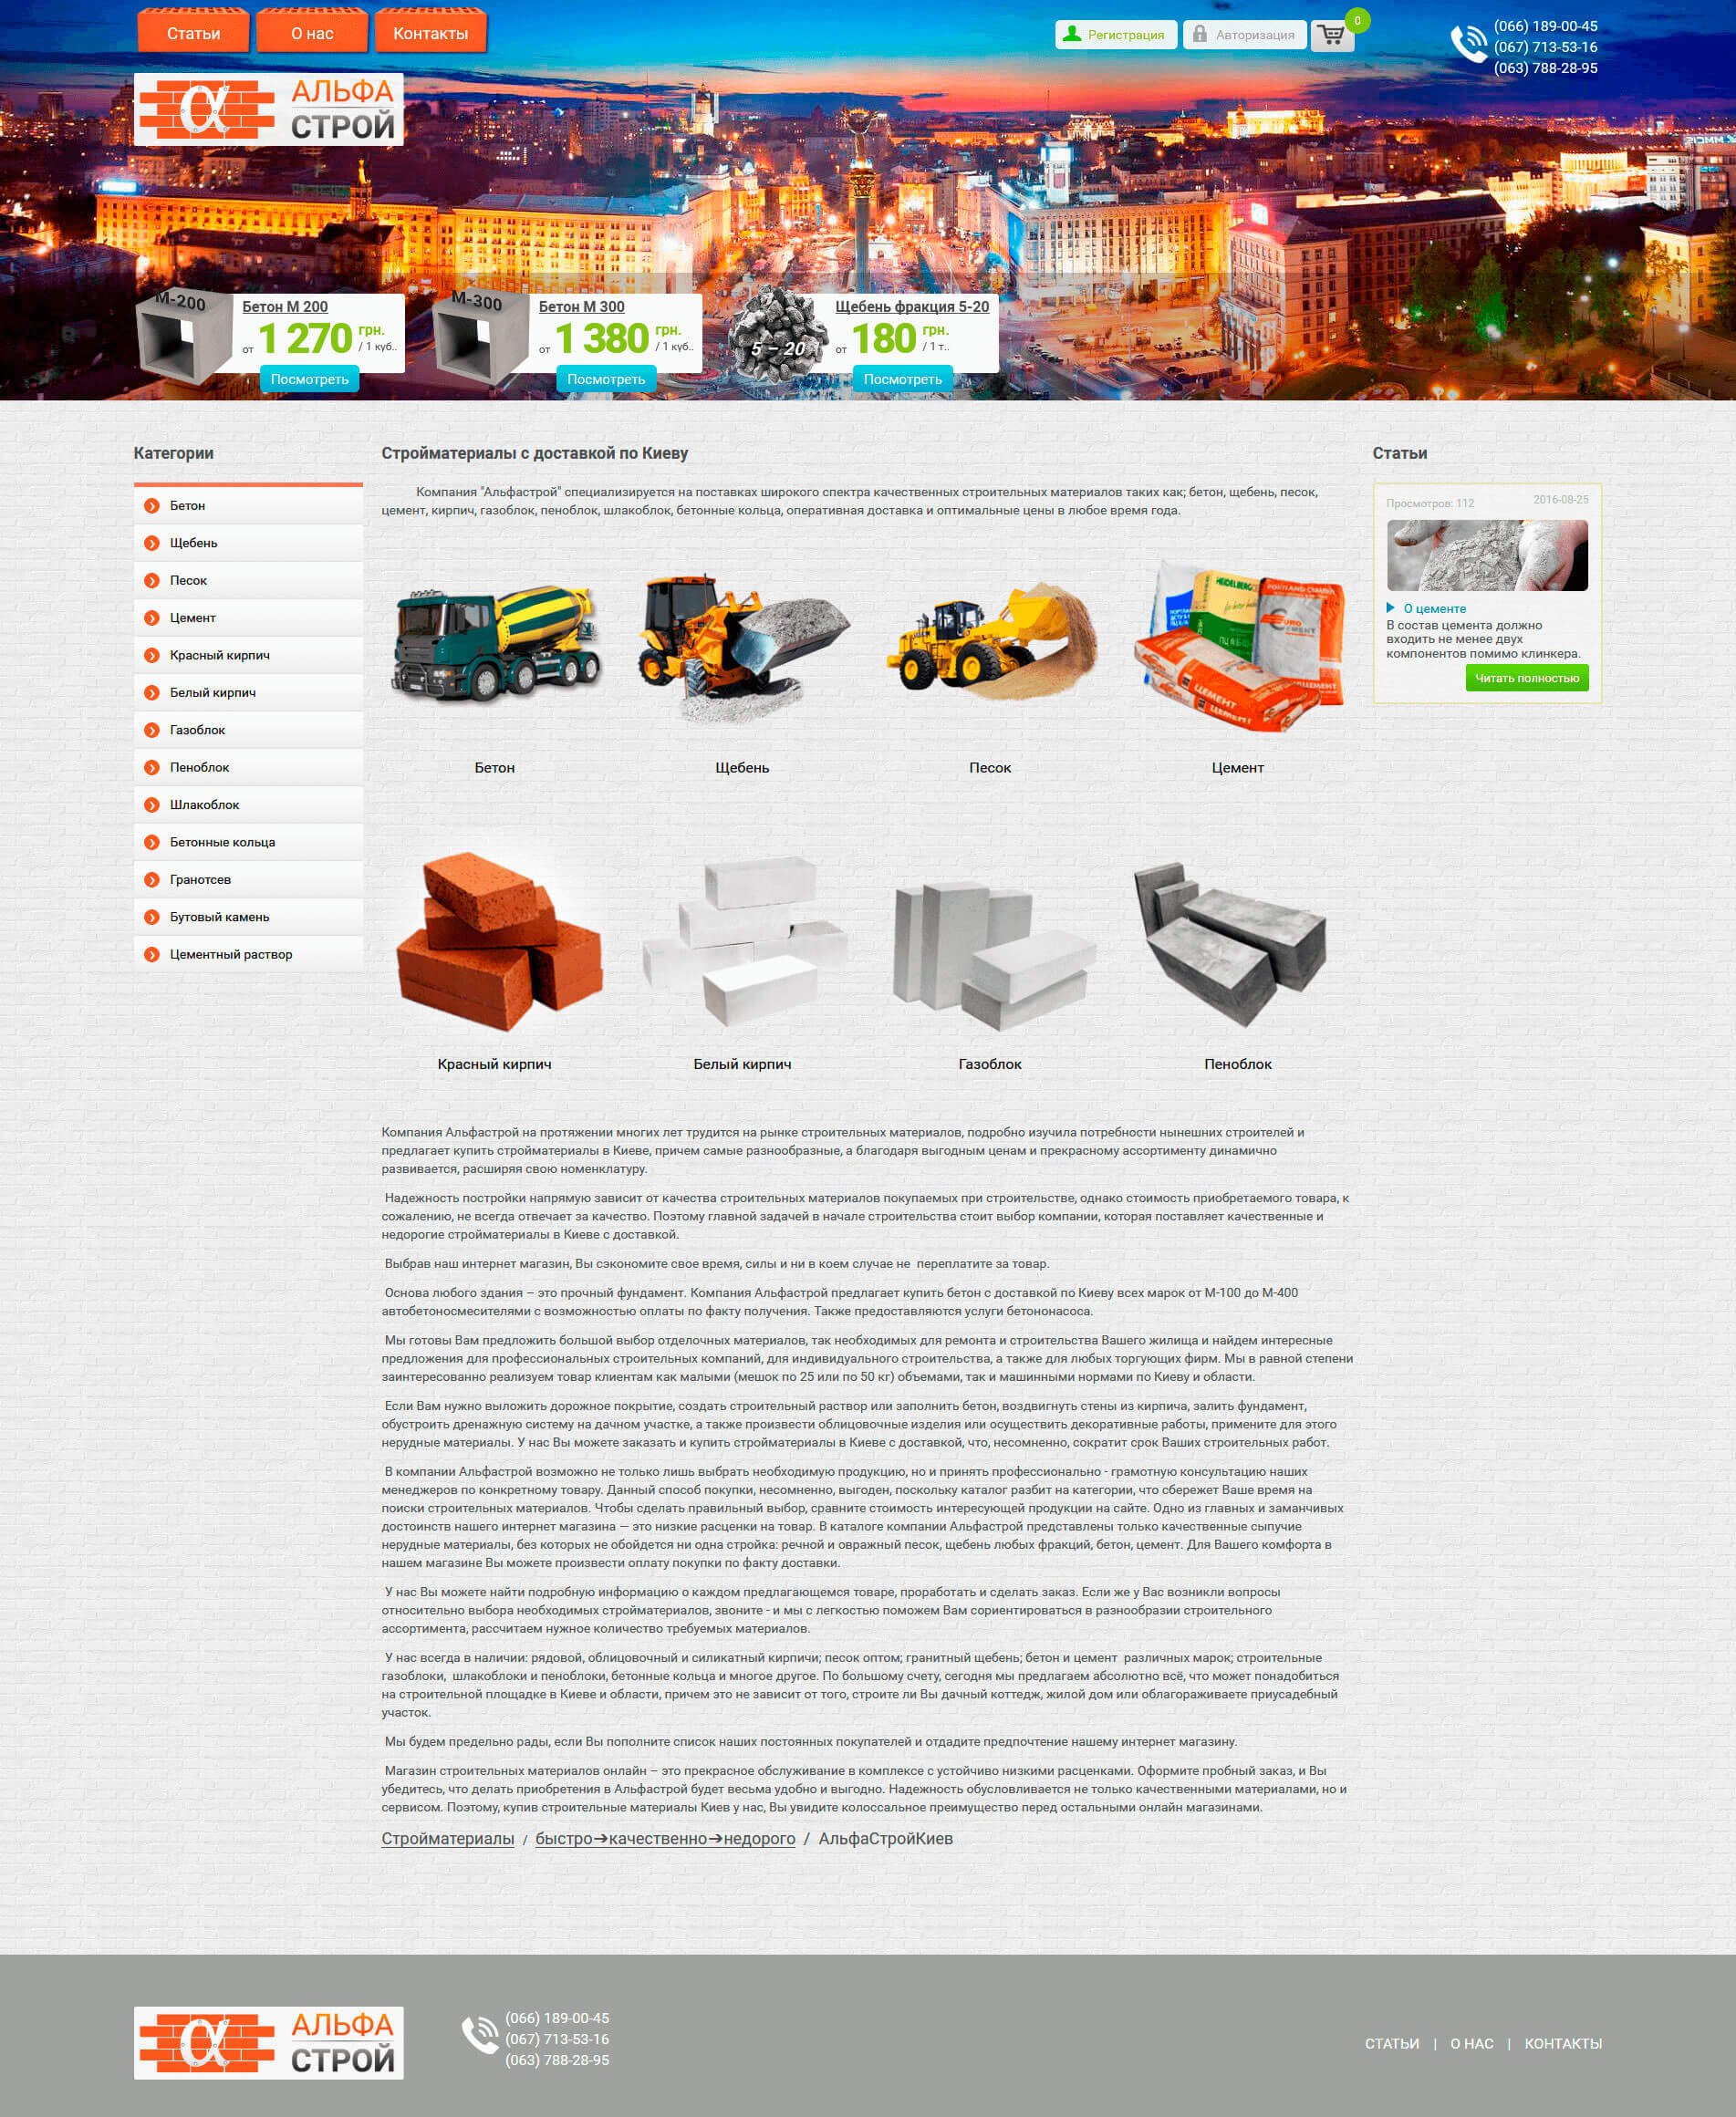 Статьи
О нас
Контакты
Регистрация
Авторизация
0
(066) 189-00-45
(067) 713-53-16
(063) 788-28-95
α АЛЬФА
СТРОЙ
М-200
Бетон М 200
от 1 270 грн. / 1 куб..
Посмотреть
М-300
Бетон М 300
от 1 380 грн. / 1 куб..
Посмотреть
5 – 20
Щебень фракция 5-20
от 180 грн. / 1 т..
Посмотреть
Категории
Бетон
Щебень
Песок
Цемент
Красный кирпич
Белый кирпич
Газоблок
Пеноблок
Шлакоблок
Бетонные кольца
Гранотсев
Бутовый камень
Цементный раствор
Стройматериалы с доставкой по Киеву
Компания "Альфастрой" специализируется на поставках широкого спектра качественных строительных материалов таких как; бетон, щебень, песок,
цемент, кирпич, газоблок, пеноблок, шлакоблок, бетонные кольца, оперативная доставка и оптимальные цены в любое время года.
HEIDELBERG
EURO
ЦЕМЕНТ
ЦЕМЕНТ
Бетон
Щебень
Песок
Цемент
Красный кирпич
Белый кирпич
Газоблок
Пеноблок
Компания Альфастрой на протяжении многих лет трудится на рынке строительных материалов, подробно изучила потребности нынешних строителей и
предлагает купить стройматериалы в Киеве, причем самые разнообразные, а благодаря выгодным ценам и прекрасному ассортименту динамично
развивается, расширяя свою номенклатуру.
Надежность постройки напрямую зависит от качества строительных материалов покупаемых при строительстве, однако стоимость приобретаемого товара, к
сожалению, не всегда отвечает за качество. Поэтому главной задачей в начале строительства стоит выбор компании, которая поставляет качественные и
недорогие стройматериалы в Киеве с доставкой.
Выбрав наш интернет магазин, Вы сэкономите свое время, силы и ни в коем случае не  переплатите за товар.
Основа любого здания – это прочный фундамент. Компания Альфастрой предлагает купить бетон с доставкой по Киеву всех марок от М-100 до М-400
автобетоносмесителями с возможностью оплаты по факту получения. Также предоставляются услуги бетононасоса.
Мы готовы Вам предложить большой выбор отделочных материалов, так необходимых для ремонта и строительства Вашего жилища и найдем интересные
предложения для профессиональных строительных компаний, для индивидуального строительства, а также для любых торгующих фирм. Мы в равной степени
заинтересованно реализуем товар клиентам как малыми (мешок по 25 или по 50 кг) объемами, так и машинными нормами по Киеву и области.
Если Вам нужно выложить дорожное покрытие, создать строительный раствор или заполнить бетон, воздвигнуть стены из кирпича, залить фундамент,
обустроить дренажную систему на дачном участке, а также произвести облицовочные изделия или осуществить декоративные работы, примените для этого
нерудные материалы. У нас Вы можете заказать и купить стройматериалы в Киеве с доставкой, что, несомненно, сократит срок Ваших строительных работ.
В компании Альфастрой возможно не только лишь выбрать необходимую продукцию, но и принять профессионально - грамотную консультацию наших
менеджеров по конкретному товару. Данный способ покупки, несомненно, выгоден, поскольку каталог разбит на категории, что сбережет Ваше время на
поиски строительных материалов. Чтобы сделать правильный выбор, сравните стоимость интересующей продукции на сайте. Одно из главных и заманчивых
достоинств нашего интернет магазина — это низкие расценки на товар. В каталоге компании Альфастрой представлены только качественные сыпучие
нерудные материалы, без которых не обойдется ни одна стройка: речной и овражный песок, щебень любых фракций, бетон, цемент. Для Вашего комфорта в
нашем магазине Вы можете произвести оплату покупки по факту доставки.
У нас Вы можете найти подробную информацию о каждом предлагающемся товаре, проработать и сделать заказ. Если же у Вас возникли вопросы
относительно выбора необходимых стройматериалов, звоните - и мы с легкостью поможем Вам сориентироваться в разнообразии строительного
ассортимента, рассчитаем нужное количество требуемых материалов.
У нас всегда в наличии: рядовой, облицовочный и силикатный кирпичи; песок оптом; гранитный щебень; бетон и цемент  различных марок; строительные
газоблоки,  шлакоблоки и пеноблоки, бетонные кольца и многое другое. По большому счету, сегодня мы предлагаем абсолютно всё, что может понадобиться
на строительной площадке в Киеве и области, причем это не зависит от того, строите ли Вы дачный коттедж, жилой дом или облагораживаете приусадебный
участок.
Мы будем предельно рады, если Вы пополните список наших постоянных покупателей и отдадите предпочтение нашему интернет магазину.
Магазин строительных материалов онлайн – это прекрасное обслуживание в комплексе с устойчиво низкими расценками. Оформите пробный заказ, и Вы
убедитесь, что делать приобретения в Альфастрой будет весьма удобно и выгодно. Надежность обусловливается не только качественными материалами, но и
сервисом. Поэтому, купив строительные материалы Киев у нас, Вы увидите колоссальное преимущество перед остальными онлайн магазинами.
Стройматериалы / быстро➔качественно➔недорого / АльфаСтройКиев
Статьи
Просмотров: 112
2016-08-25
О цементе
В состав цемента должно
входить не менее двух
компонентов помимо клинкера.
Читать полностью
α АЛЬФА
СТРОЙ
(066) 189-00-45
(067) 713-53-16
(063) 788-28-95
СТАТЬИ | О НАС | КОНТАКТЫ